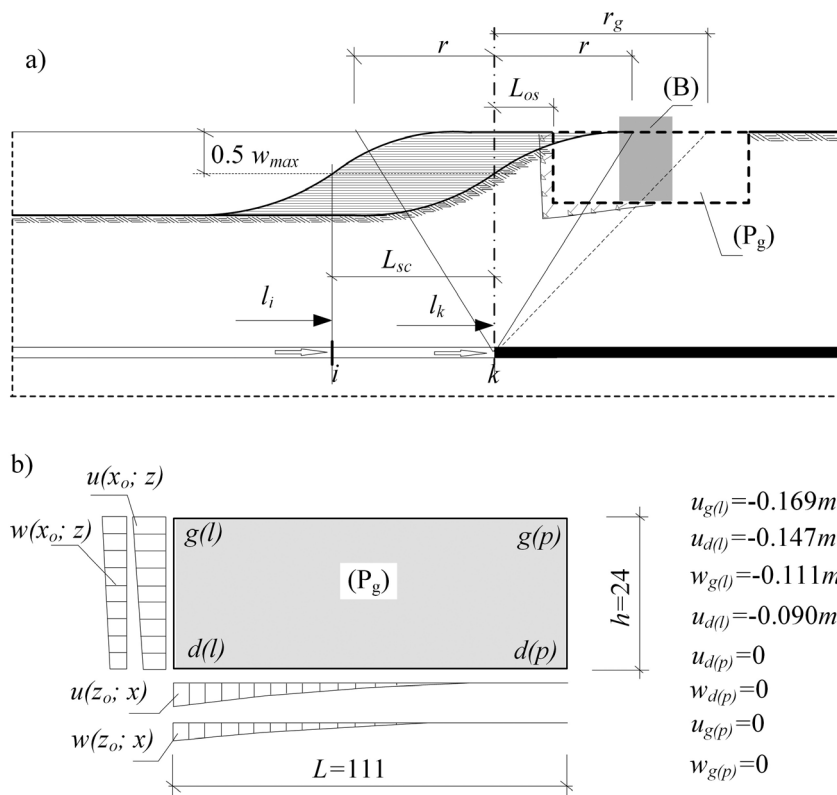 a)
r
r
r_g
L_os
(B)
0.5 w_max
(P_g)
L_sc
l_i
l_k
i
k
b)
u(x_o; z)
w(x_o; z)
g(l)
g(p)
(P_g)
d(l)
d(p)
h=24
u(z_o; x)
w(z_o; x)
L=111
u_g(l)=-0.169m
u_d(l)=-0.147m
w_g(l)=-0.111m
u_d(l)=-0.090m
u_d(p)=0
w_d(p)=0
u_g(p)=0
w_g(p)=0